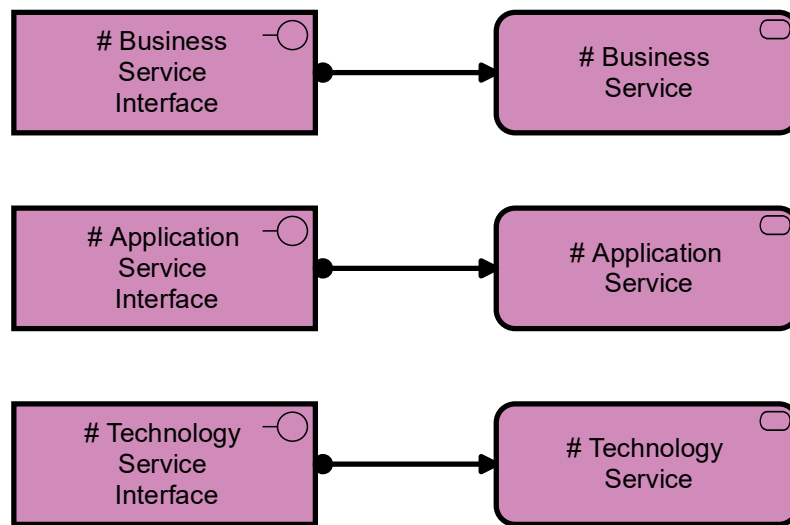 # Business
Service
Interface
# Business
Service
# Application
Service
Interface
# Application
Service
# Technology
Service
Interface
# Technology
Service